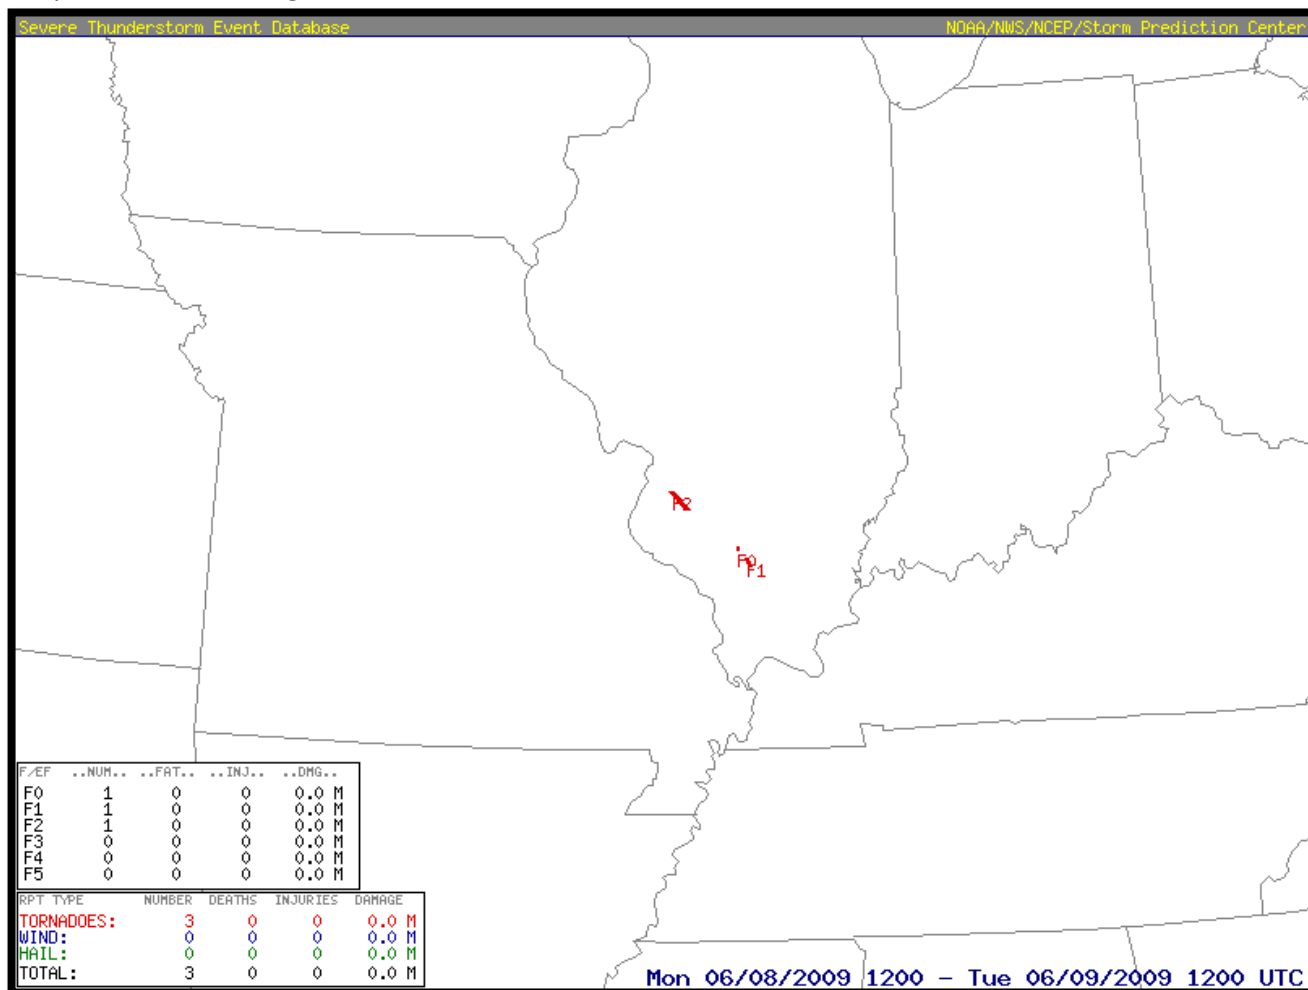 Severe Thunderstorm Event Database NOAA/NWS/NCEP/Storm Prediction Center
F2
F0
F1
F/EF ..NUM.. ..FAT.. ..INJ.. ..DMG..
F0 1 0 0 0.0 M
F1 1 0 0 0.0 M
F2 1 0 0 0.0 M
F3 0 0 0 0.0 M
F4 0 0 0 0.0 M
F5 0 0 0 0.0 M
RPT TYPE NUMBER DEATHS INJURIES DAMAGE
TORNADOES: 3 0 0 0.0 M
WIND: 0 0 0 0.0 M
HAIL: 0 0 0 0.0 M
TOTAL: 3 0 0 0.0 M
Mon 06/08/2009 1200 – Tue 06/09/2009 1200 UTC